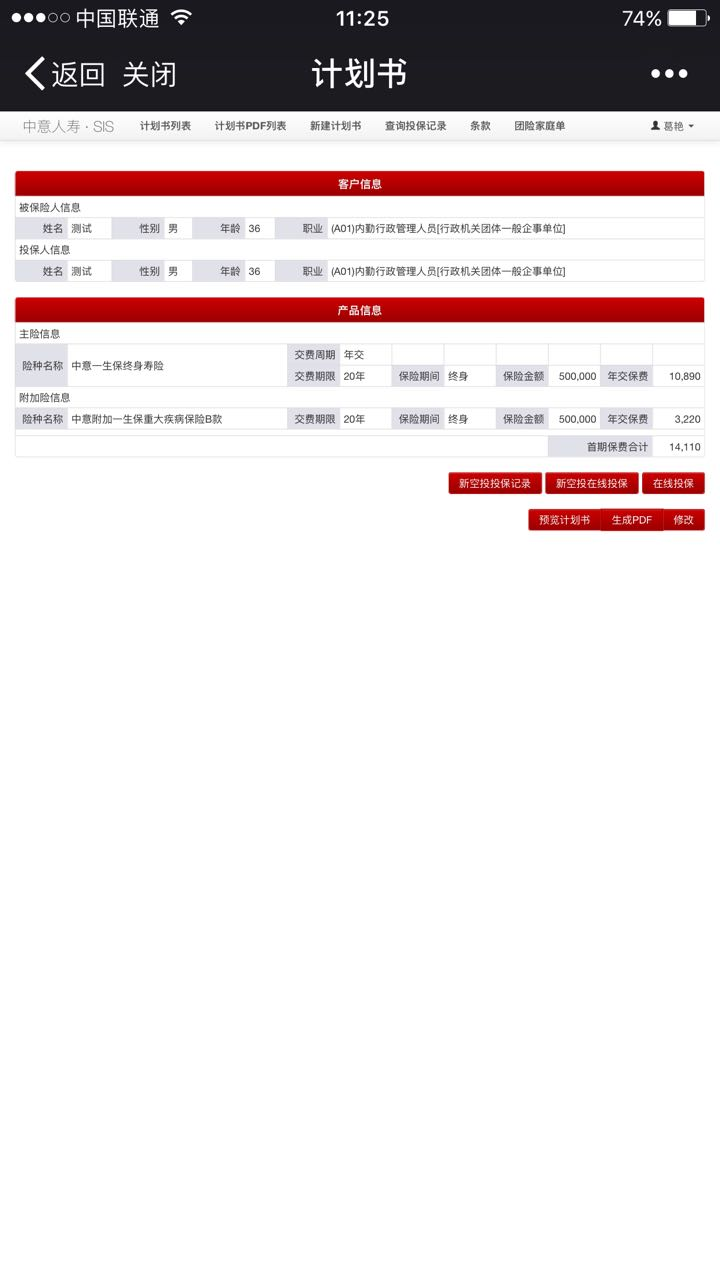 中国联通 11:25 74%
返回 关闭 计划书
中意人寿 · SIS 计划书列表 计划书PDF列表 新建计划书 查询投保记录 条款 团险家庭单 葛艳
客户信息
被保险人信息
姓名 测试 性别 男 年龄 36 职业 (A01)内勤行政管理人员[行政机关团体一般企事单位]
投保人信息
姓名 测试 性别 男 年龄 36 职业 (A01)内勤行政管理人员[行政机关团体一般企事单位]
产品信息
主险信息
险种名称 中意一生保终身寿险 交费周期 年交
交费期限 20年 保险期间 终身 保险金额 500,000 年交保费 10,890
附加险信息
险种名称 中意附加一生保重大疾病保险B款 交费期限 20年 保险期间 终身 保险金额 500,000 年交保费 3,220
首期保费合计 14,110
新空投投保记录 新空投在线投保 在线投保
预览计划书 生成PDF 修改